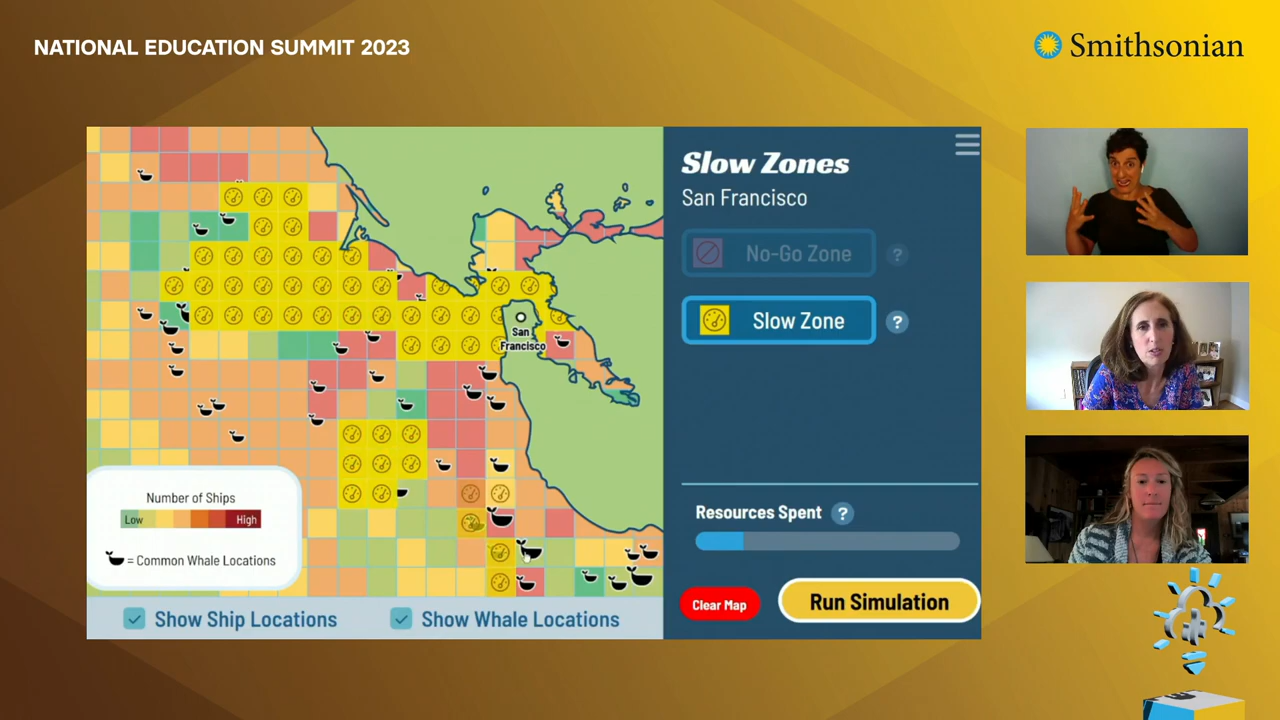 NATIONAL EDUCATION SUMMIT 2023
Smithsonian
Slow Zones
San Francisco
No-Go Zone ?
Slow Zone ?
San
Francisco
Number of Ships
Low High
= Common Whale Locations
Resources Spent ?
Clear Map Run Simulation
Show Ship Locations Show Whale Locations